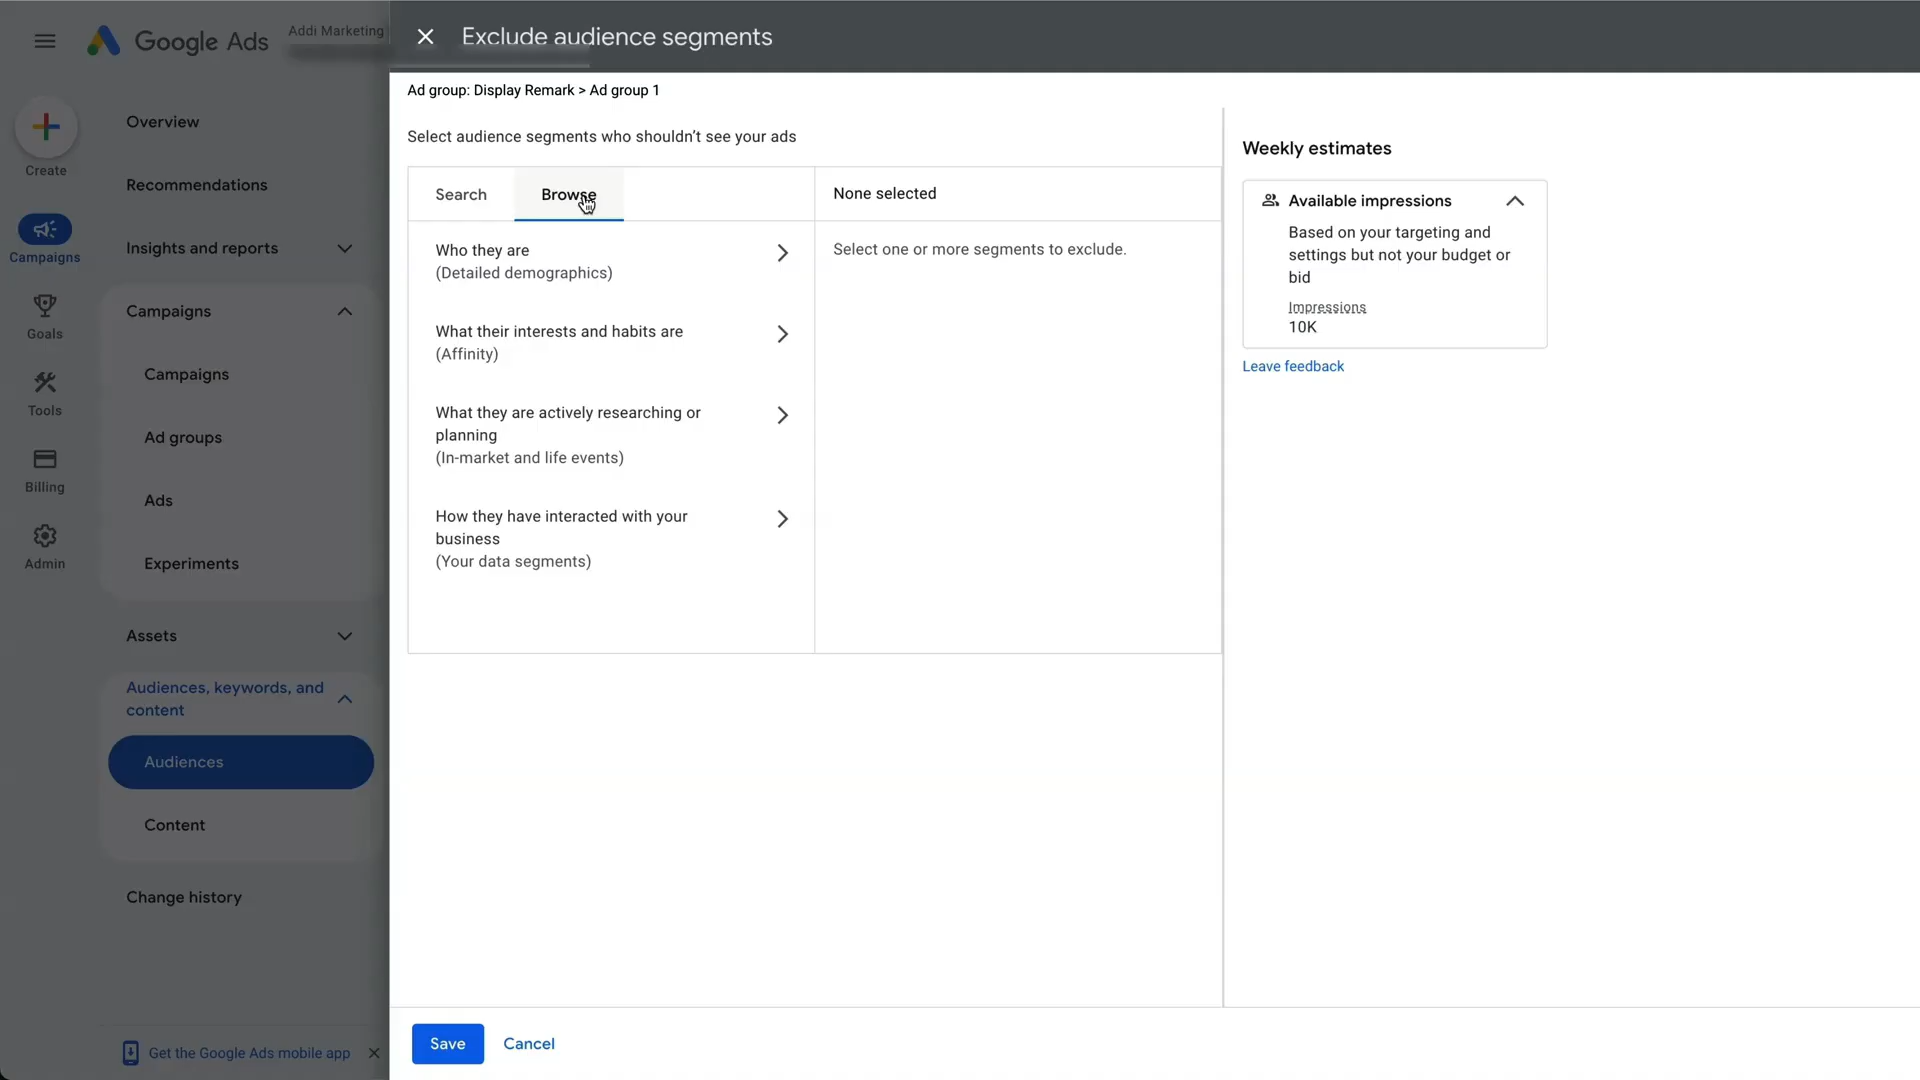 Google Ads
Addi Marketing
Exclude audience segments
Create
Campaigns
Goals
Tools
Billing
Admin
Overview
Recommendations
Insights and reports
Campaigns
Campaigns
Ad groups
Ads
Experiments
Assets
Audiences, keywords, and
content
Audiences
Content
Change history
Get the Google Ads mobile app
Ad group: Display Remark > Ad group 1
Select audience segments who shouldn’t see your ads
Search
Browse
None selected
Who they are
(Detailed demographics)
What their interests and habits are
(Affinity)
What they are actively researching or
planning
(In-market and life events)
How they have interacted with your
business
(Your data segments)
Select one or more segments to exclude.
Weekly estimates
Available impressions
Based on your targeting and
settings but not your budget or
bid
Impressions
10K
Leave feedback
Save
Cancel